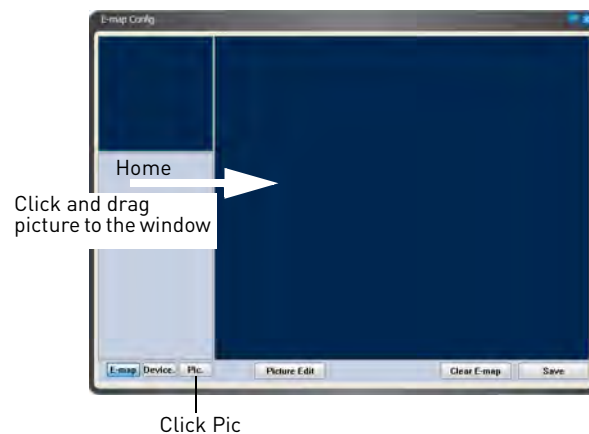 E-map Config
Home
Click and drag
picture to the window
E-map Device. Pic. Picture Edit Clear E-map Save
Click Pic